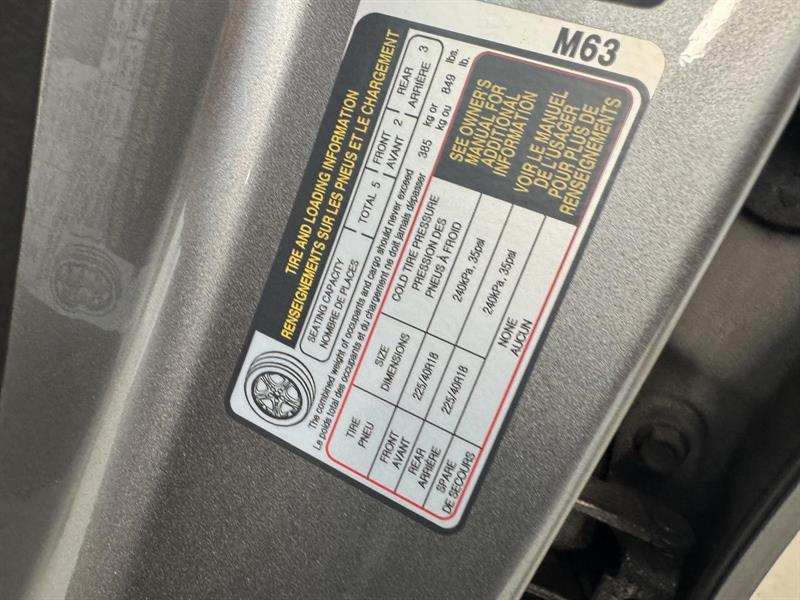 M63
TIRE AND LOADING INFORMATION
RENSEIGNEMENTS SUR LES PNEUS ET LE CHARGEMENT
SEATING CAPACITY
NOMBRE DE PLACES
TOTAL 5
FRONT
AVANT 2
REAR
ARRIÈRE 3
The combined weight of occupants and cargo should never exceed 385 kg or 849 lbs.
Le poids total des occupants et du chargement ne doit jamais dépasser 385 kg ou 849 lb.
TIRE
PNEU
SIZE
DIMENSIONS
COLD TIRE PRESSURE
PRESSION DES
PNEUS À FROID
FRONT
AVANT
225/40R18
240kPa, 35psi
REAR
ARRIÈRE
225/40R18
240kPa, 35psi
SPARE
DE SECOURS
NONE
AUCUN
SEE OWNER'S
MANUAL FOR
ADDITIONAL
INFORMATION
VOIR LE MANUEL
DE L'USAGER
POUR PLUS DE
RENSEIGNEMENTS